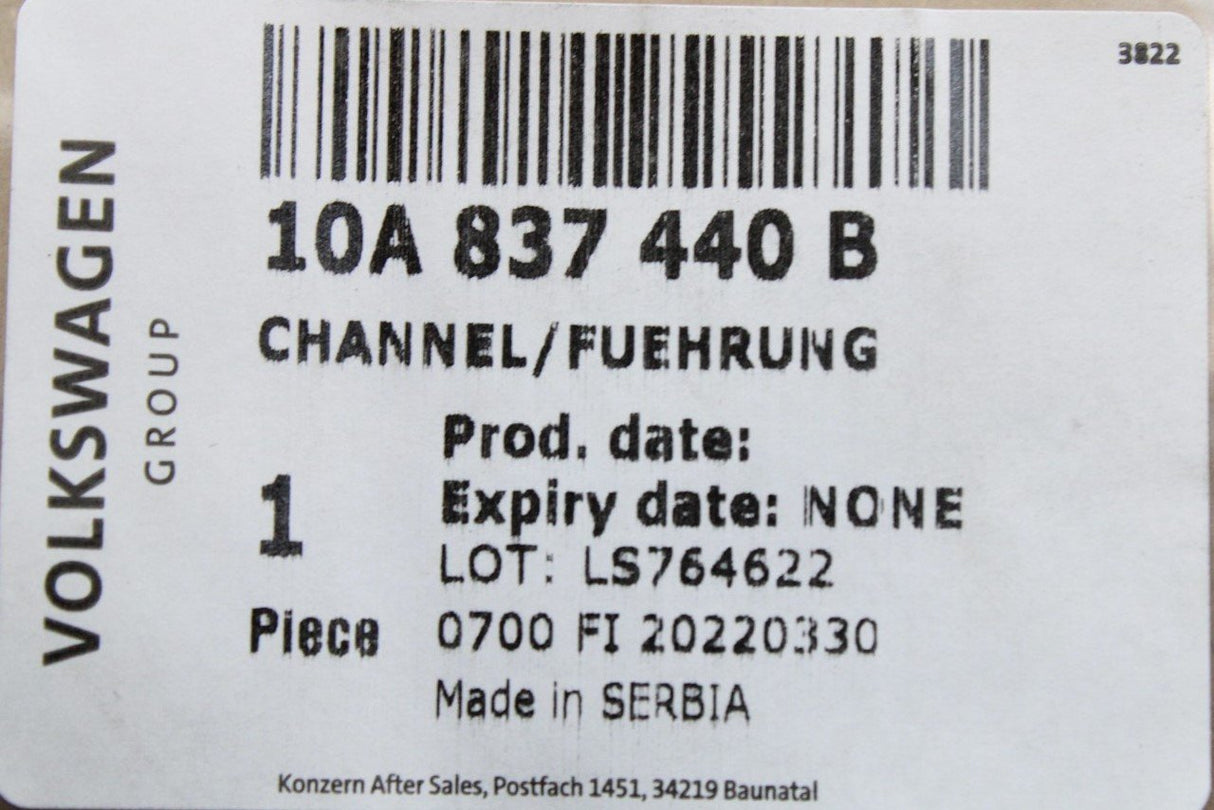 3822
VOLKSWAGEN
GROUP
10A 837 440 B
CHANNEL/FUEHRUNG
Prod. date:
Expiry date: NONE
1
LOT: LS764622
Piece
0700 FI 20220330
Made in SERBIA
Konzern After Sales, Postfach 1451, 34219 Baunatal